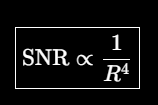 SNR ∝ 1/R⁴